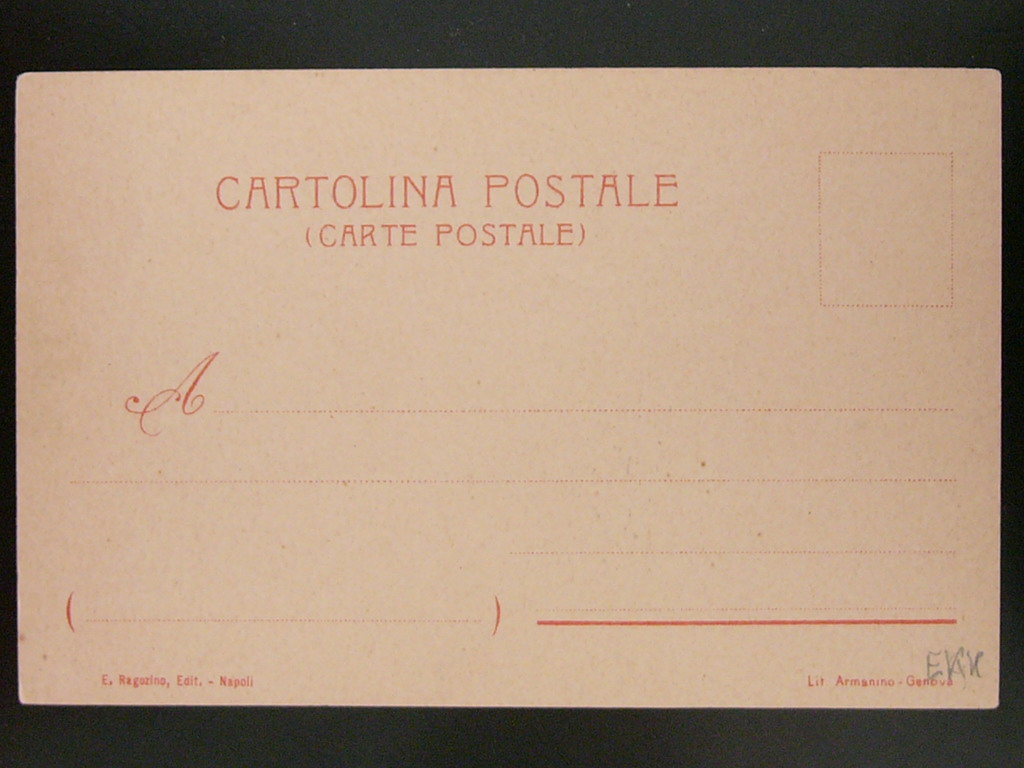 CARTOLINA POSTALE
(CARTE POSTALE)
A
( )
E. Ragozino, Edit. - Napoli
Lit. Armanino - Genova